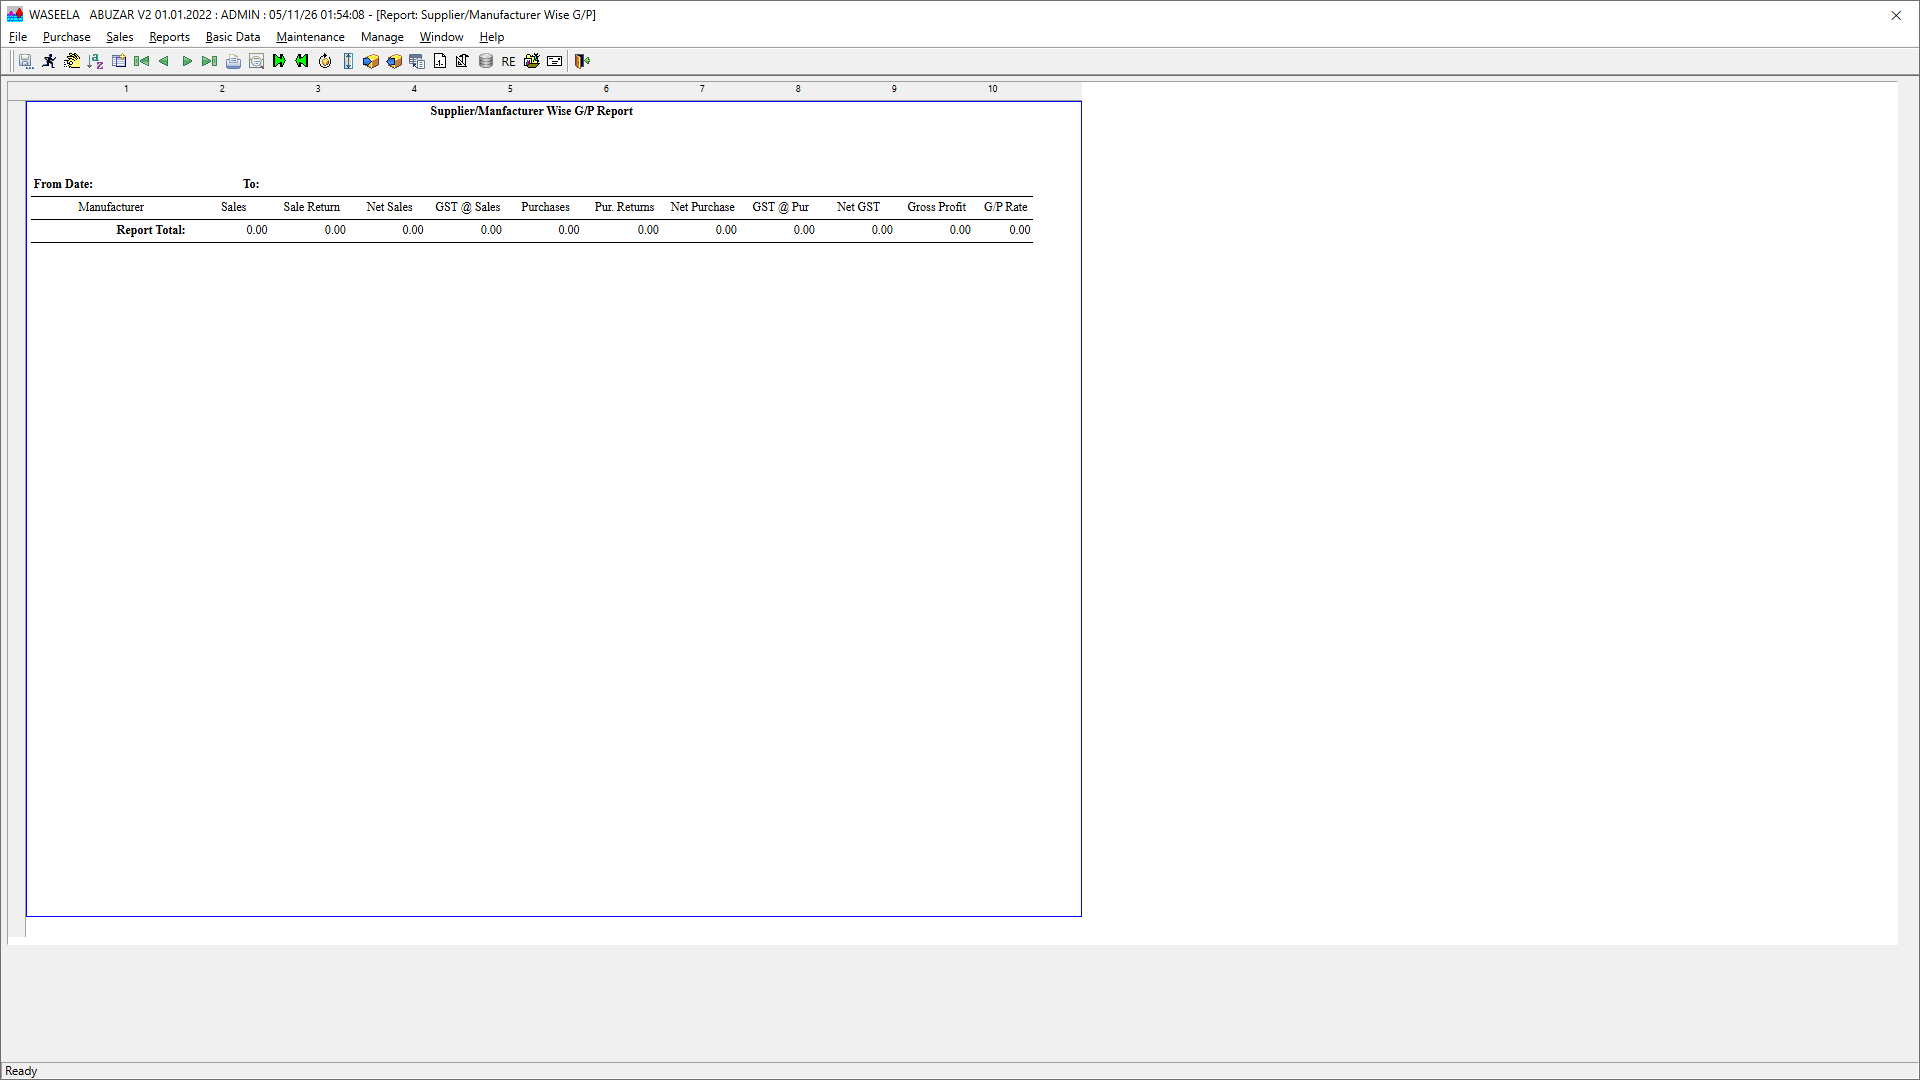 WASEELA   ABUZAR V2 01.01.2022 : ADMIN : 05/11/26 01:54:08 - [Report: Supplier/Manufacturer Wise G/P]
File Purchase Sales Reports Basic Data Maintenance Manage Window Help
RE
1 2 3 4 5 6 7 8 9 10
Supplier/Manfacturer Wise G/P Report
From Date: To:
Manufacturer Sales Sale Return Net Sales GST @ Sales Purchases Pur. Returns Net Purchase GST @ Pur Net GST Gross Profit G/P Rate
Report Total: 0.00 0.00 0.00 0.00 0.00 0.00 0.00 0.00 0.00 0.00 0.00
Ready